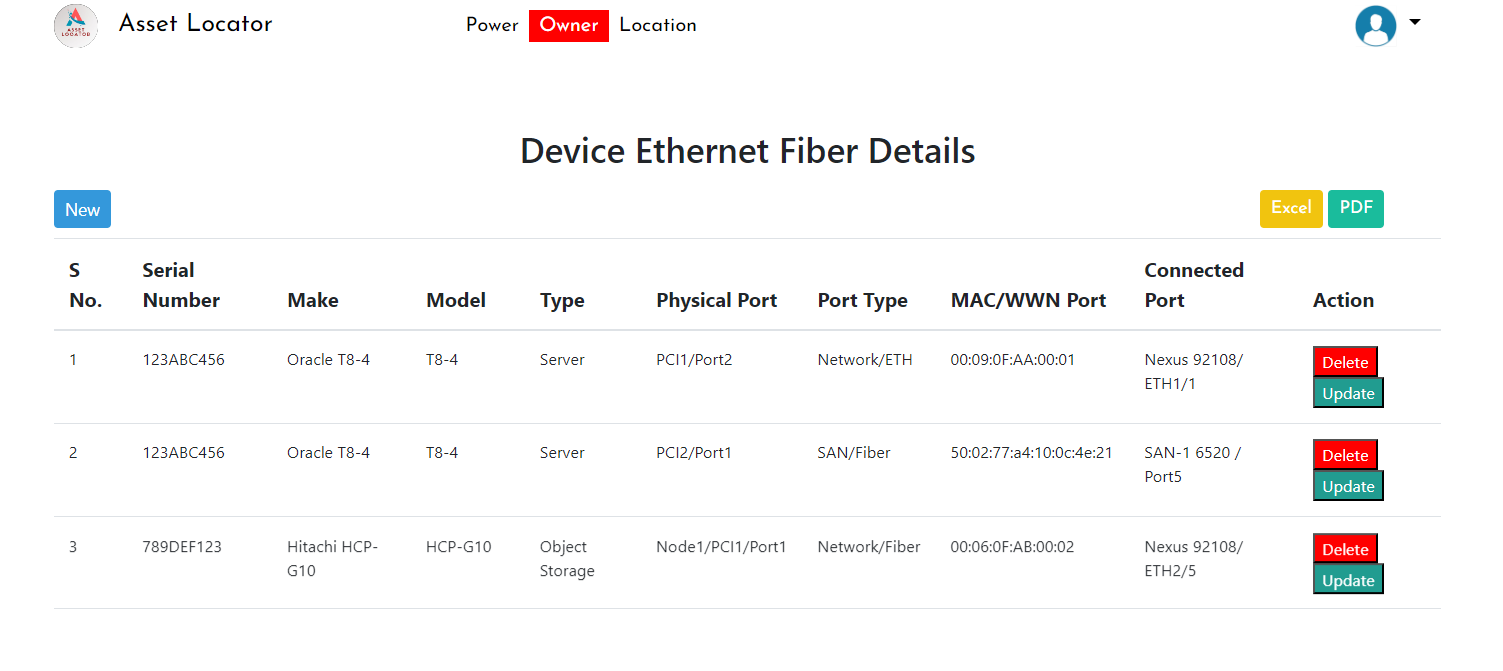 ASSET
LOCATOR
Asset Locator
Power Owner Location
Device Ethernet Fiber Details
New
Excel PDF
S No. Serial Number Make Model Type Physical Port Port Type MAC/WWN Port Connected Port Action
1 123ABC456 Oracle T8-4 T8-4 Server PCI1/Port2 Network/ETH 00:09:0F:AA:00:01 Nexus 92108/ Delete
ETH1/1 Update
2 123ABC456 Oracle T8-4 T8-4 Server PCI2/Port1 SAN/Fiber 50:02:77:a4:10:0c:4e:21 SAN-1 6520 / Delete
Port5 Update
3 789DEF123 Hitachi HCP- HCP-G10 Object Node1/PCI1/Port1 Network/Fiber 00:06:0F:AB:00:02 Nexus 92108/ Delete
G10 Storage ETH2/5 Update